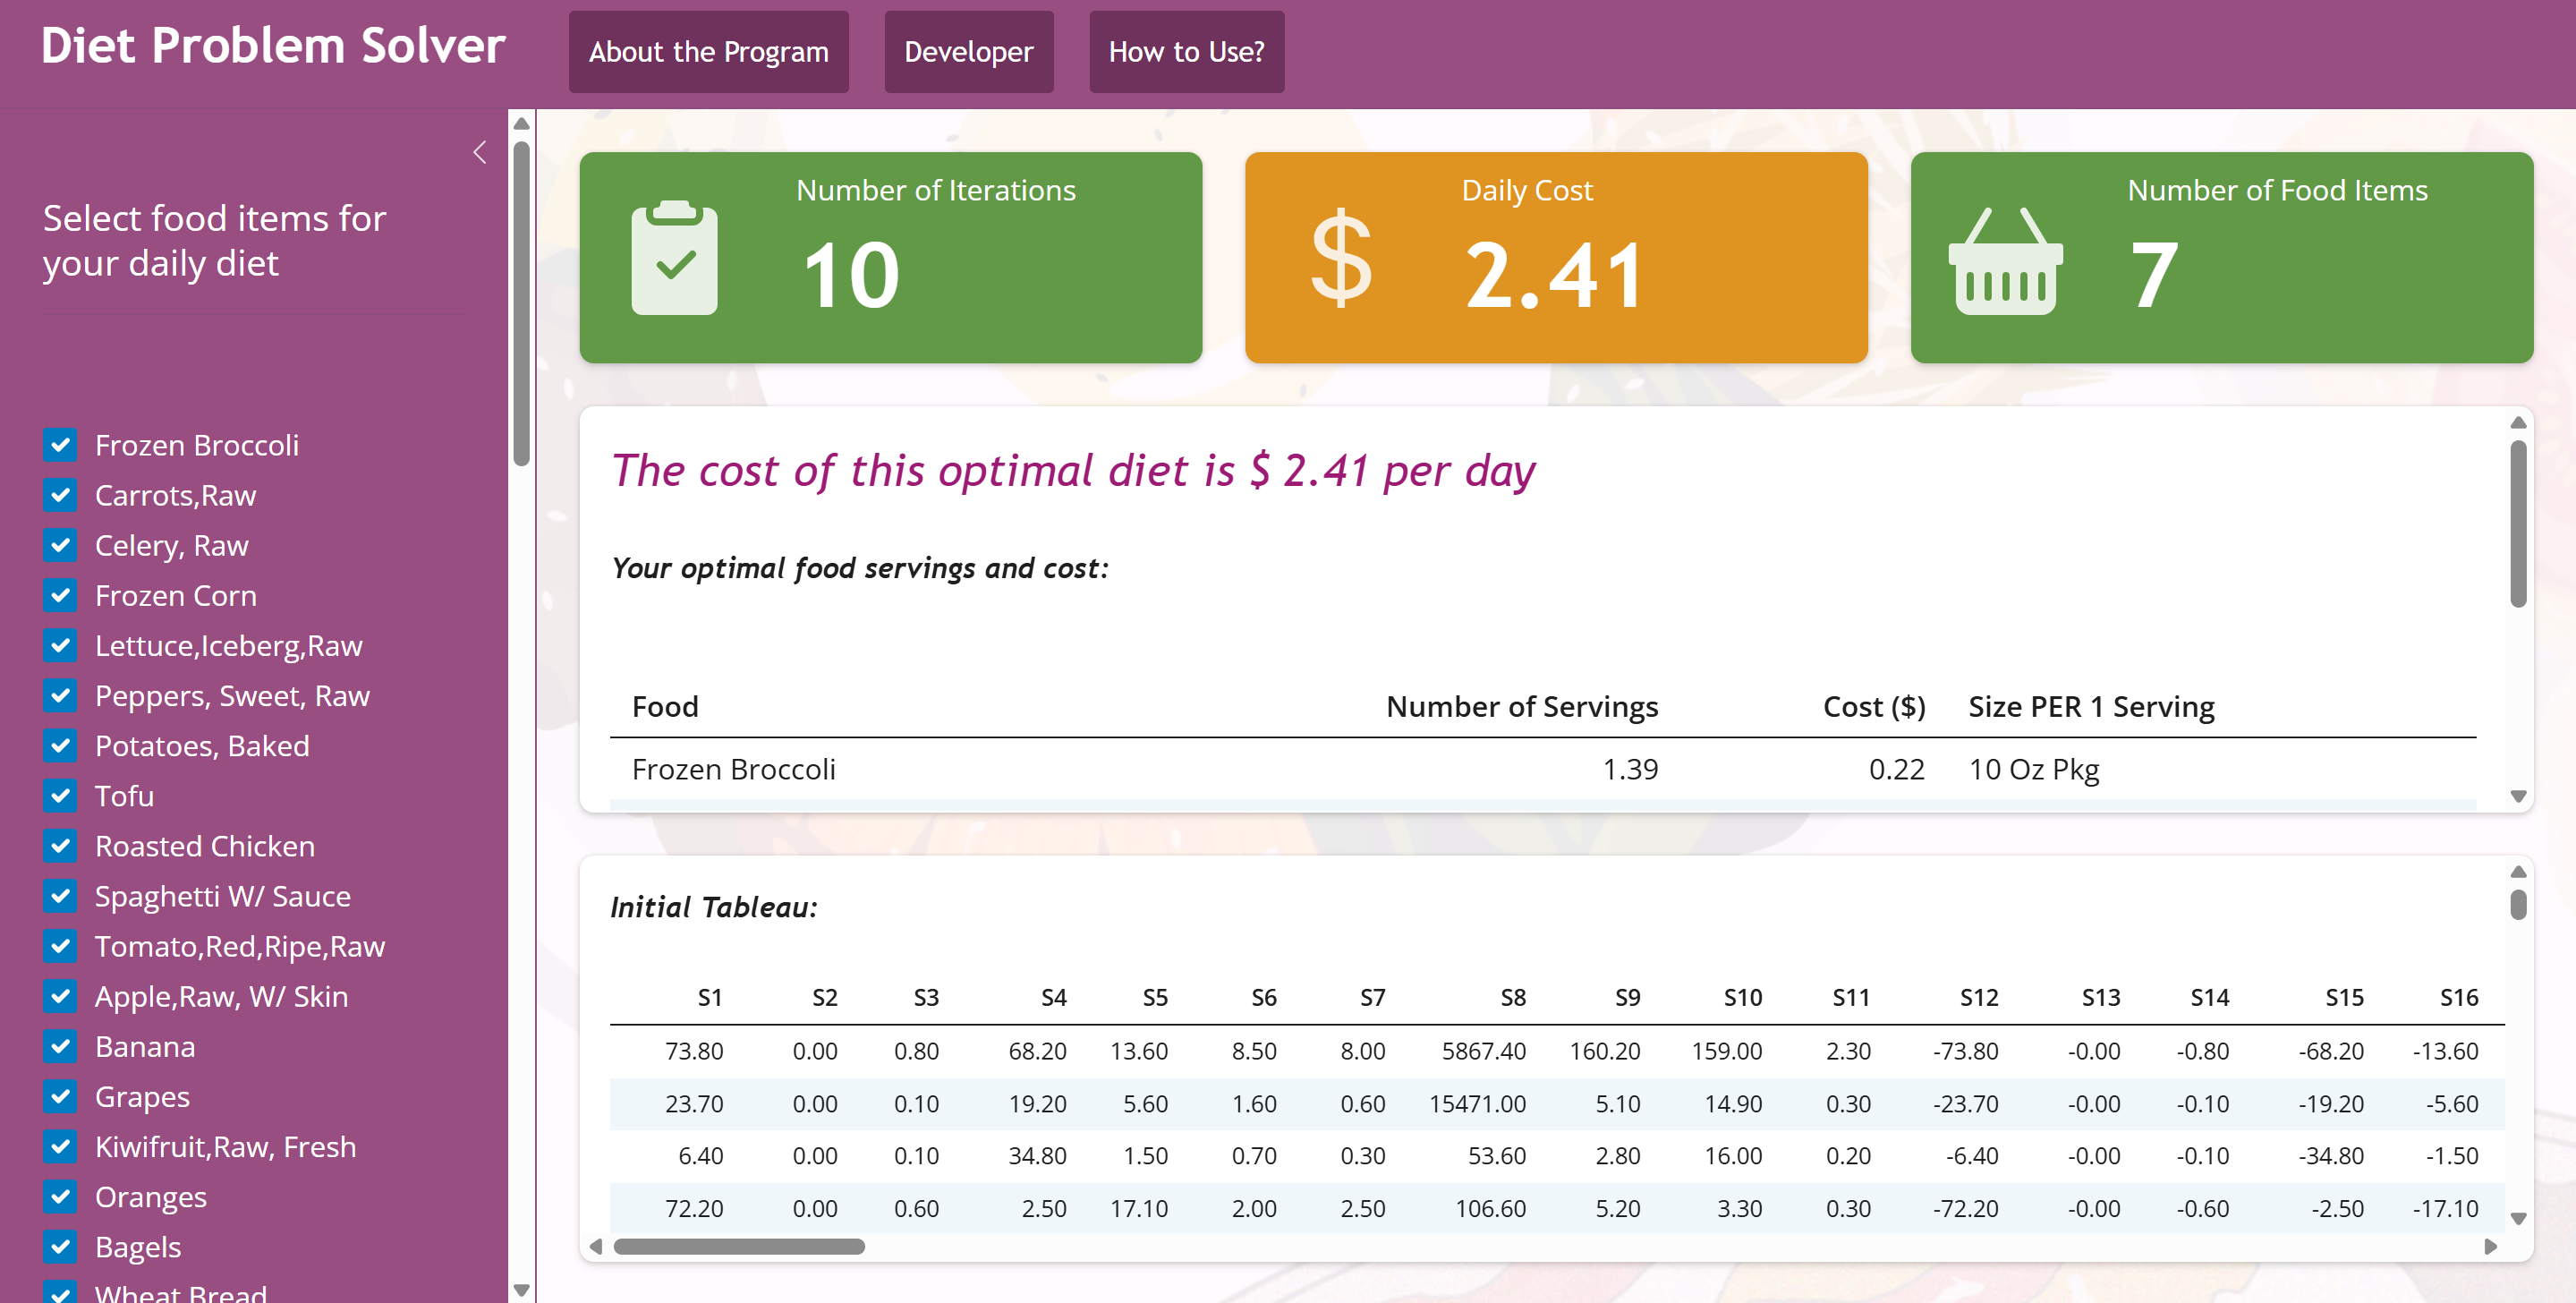 Diet Problem Solver
About the Program
Developer
How to Use?
Select food items for
your daily diet
Frozen Broccoli
Carrots,Raw
Celery, Raw
Frozen Corn
Lettuce,Iceberg,Raw
Peppers, Sweet, Raw
Potatoes, Baked
Tofu
Roasted Chicken
Spaghetti W/ Sauce
Tomato,Red,Ripe,Raw
Apple,Raw, W/ Skin
Banana
Grapes
Kiwifruit,Raw, Fresh
Oranges
Bagels
Wheat Bread
Number of Iterations
10
$
Daily Cost
2.41
Number of Food Items
7
The cost of this optimal diet is $ 2.41 per day
Your optimal food servings and cost:
Food Number of Servings Cost ($) Size PER 1 Serving
Frozen Broccoli 1.39 0.22 10 Oz Pkg
Initial Tableau:
S1 S2 S3 S4 S5 S6 S7 S8 S9 S10 S11 S12 S13 S14 S15 S16
73.80 0.00 0.80 68.20 13.60 8.50 8.00 5867.40 160.20 159.00 2.30 -73.80 -0.00 -0.80 -68.20 -13.60
23.70 0.00 0.10 19.20 5.60 1.60 0.60 15471.00 5.10 14.90 0.30 -23.70 -0.00 -0.10 -19.20 -5.60
6.40 0.00 0.10 34.80 1.50 0.70 0.30 53.60 2.80 16.00 0.20 -6.40 -0.00 -0.10 -34.80 -1.50
72.20 0.00 0.60 2.50 17.10 2.00 2.50 106.60 5.20 3.30 0.30 -72.20 -0.00 -0.60 -2.50 -17.10